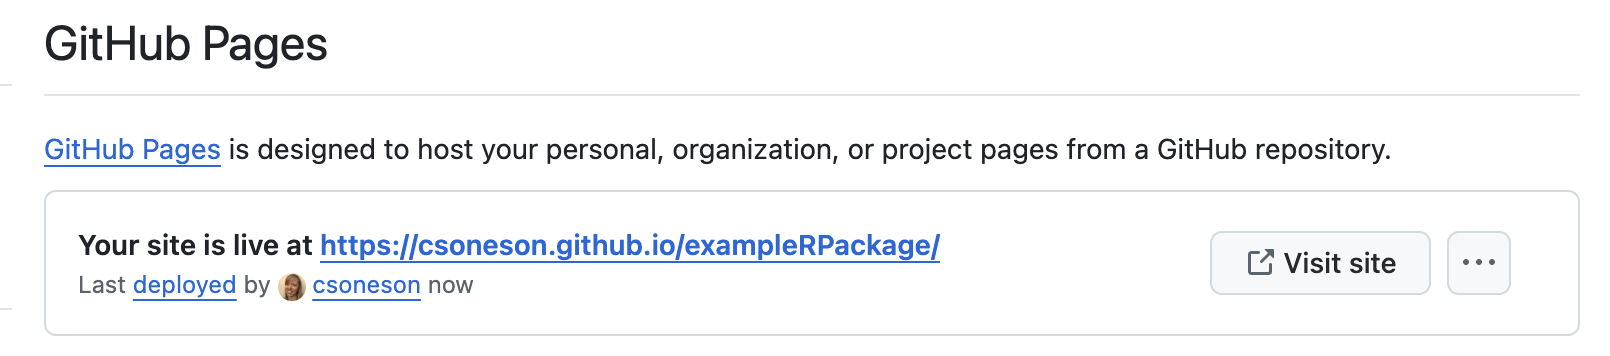 GitHub Pages
GitHub Pages is designed to host your personal, organization, or project pages from a GitHub repository.
Your site is live at https://csoneson.github.io/exampleRPackage/
Last deployed by csoneson now
Visit site